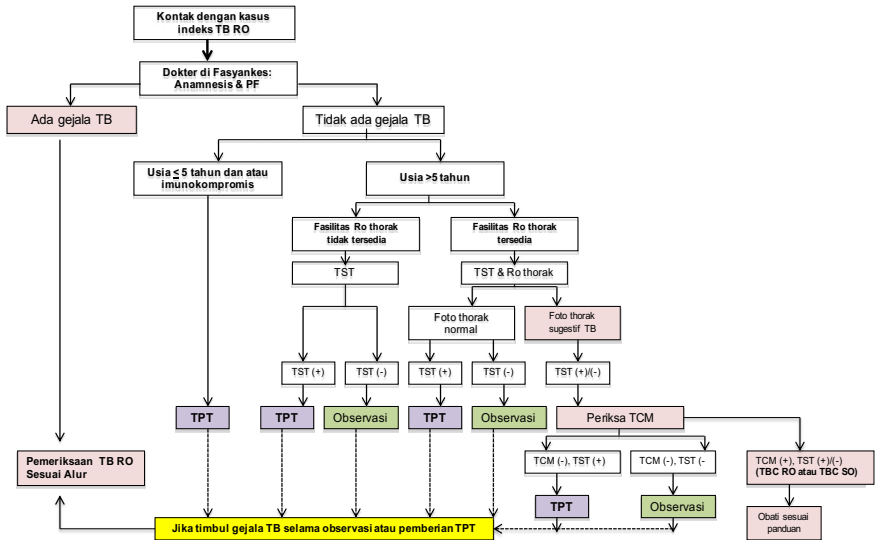 Kontak dengan kasus
indeks TB RO
Dokter di Fasyankes:
Anamnesis & PF
Ada gejala TB
Tidak ada gejala TB
Usia ≤ 5 tahun dan atau
imunokompromis
Usia >5 tahun
Fasilitas Ro thorak
tidak tersedia
Fasilitas Ro thorak
tersedia
TST
TST & Ro thorak
Foto thorak
normal
Foto thorak
sugestif TB
TST (+)
TST (-)
TST (+)
TST (-)
TST (+)/(-)
TPT
TPT
Observasi
TPT
Observasi
Periksa TCM
Pemeriksaan TB RO
Sesuai Alur
TCM (-), TST (+)
TCM (-), TST (-
TCM (+), TST (+)/(-)
(TBC RO atau TBC SO)
TPT
Observasi
Obati sesuai
panduan
Jika timbul gejala TB selama observasi atau pemberian TPT